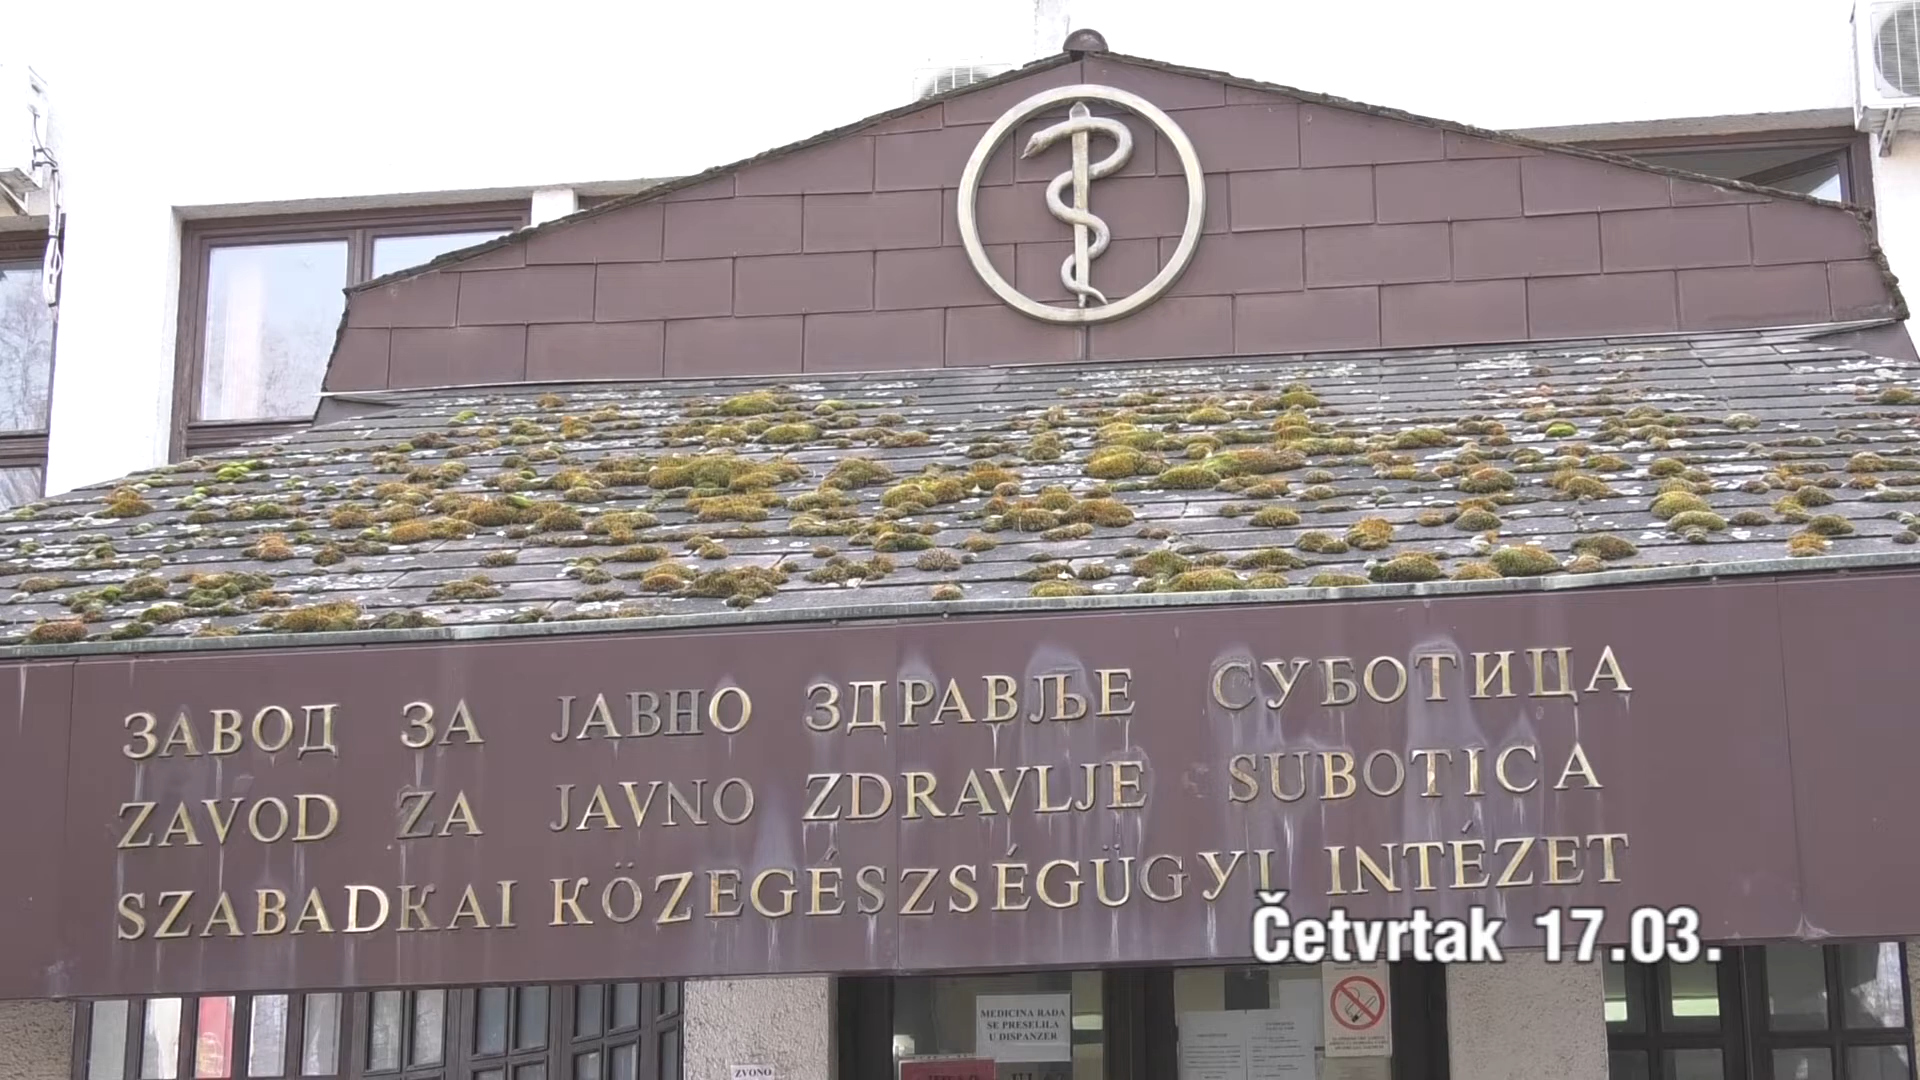 ЗАВОД ЗА ЈАВНО ЗДРАВЉЕ СУБОТИЦА
ZAVOD ZA JAVNO ZDRAVLJE SUBOTICA
SZABADKAI KÖZEGÉSZSÉGÜGYI INTÉZET
Četvrtak 17.03.
MEDICINA RADA
SE PRESELILA
U DISPANZER
ZVONO